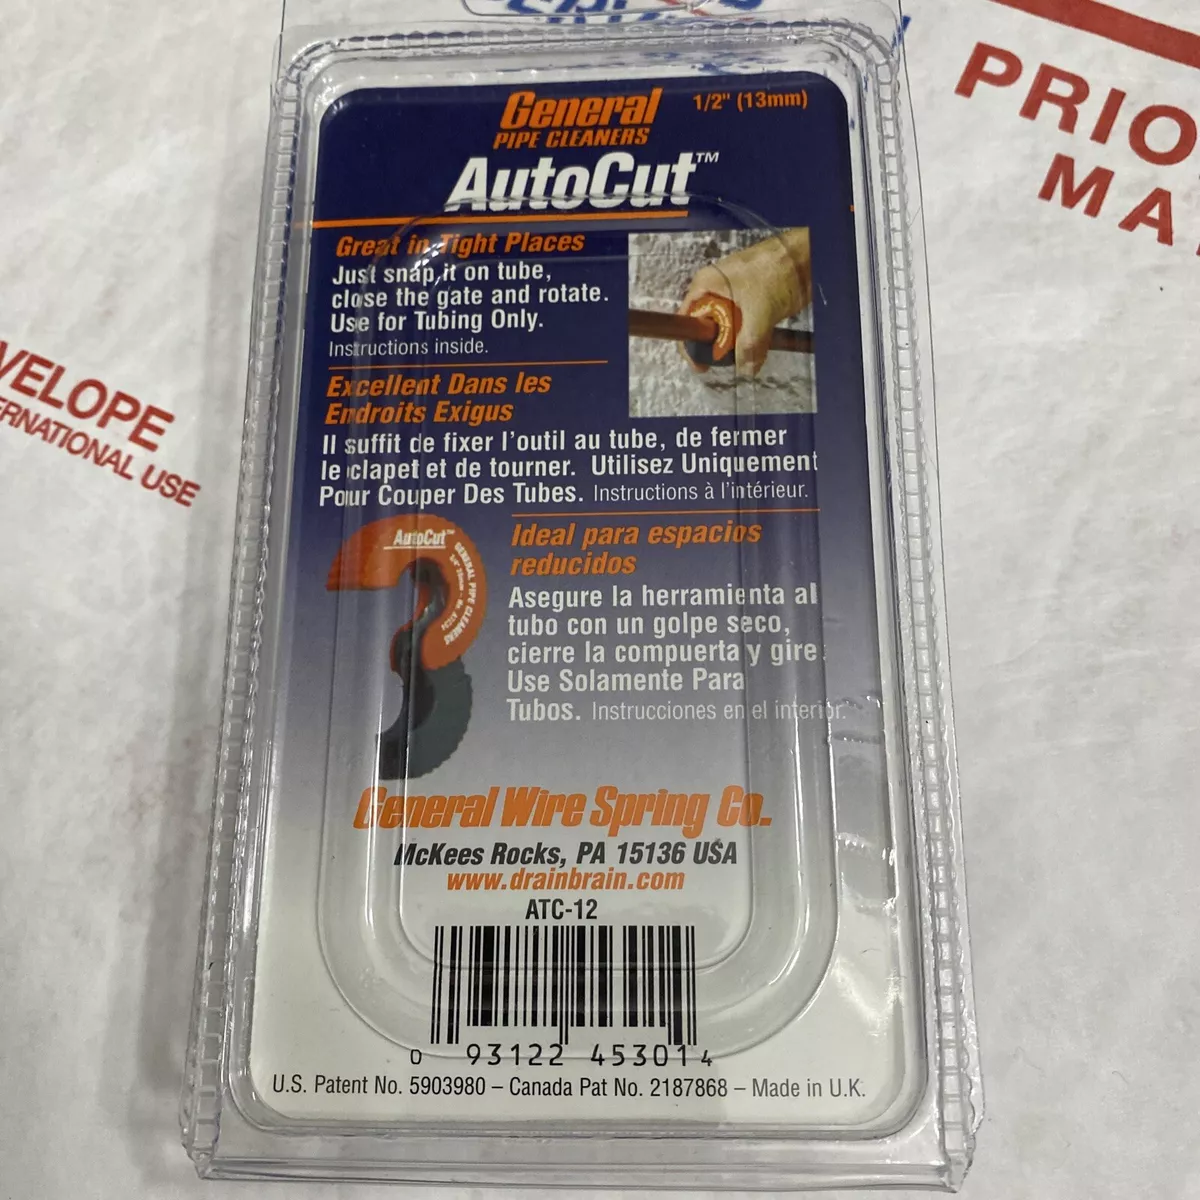 PRIO
MA
VELOPE
ERNATIONAL USE
General
PIPE CLEANERS
1/2" (13mm)
AutoCut™
Great in Tight Places
Just snap it on tube,
close the gate and rotate.
Use for Tubing Only.
Instructions inside.
Excellent Dans les
Endroits Exigus
Il suffit de fixer l'outil au tube, de fermer
le clapet et de tourner. Utilisez Uniquement
Pour Couper Des Tubes. Instructions à l'intérieur.
AutoCut™
GENERAL PIPE CLEANERS
Ideal para espacios
reducidos
Asegure la herramienta al
tubo con un golpe seco,
cierre la compuerta y gire.
Use Solamente Para
Tubos. Instrucciones en el interior.
General Wire Spring Co.
McKees Rocks, PA 15136 USA
www.drainbrain.com
ATC-12
0 93122 45301 4
U.S. Patent No. 5903980 – Canada Pat No. 2187868 – Made in U.K.